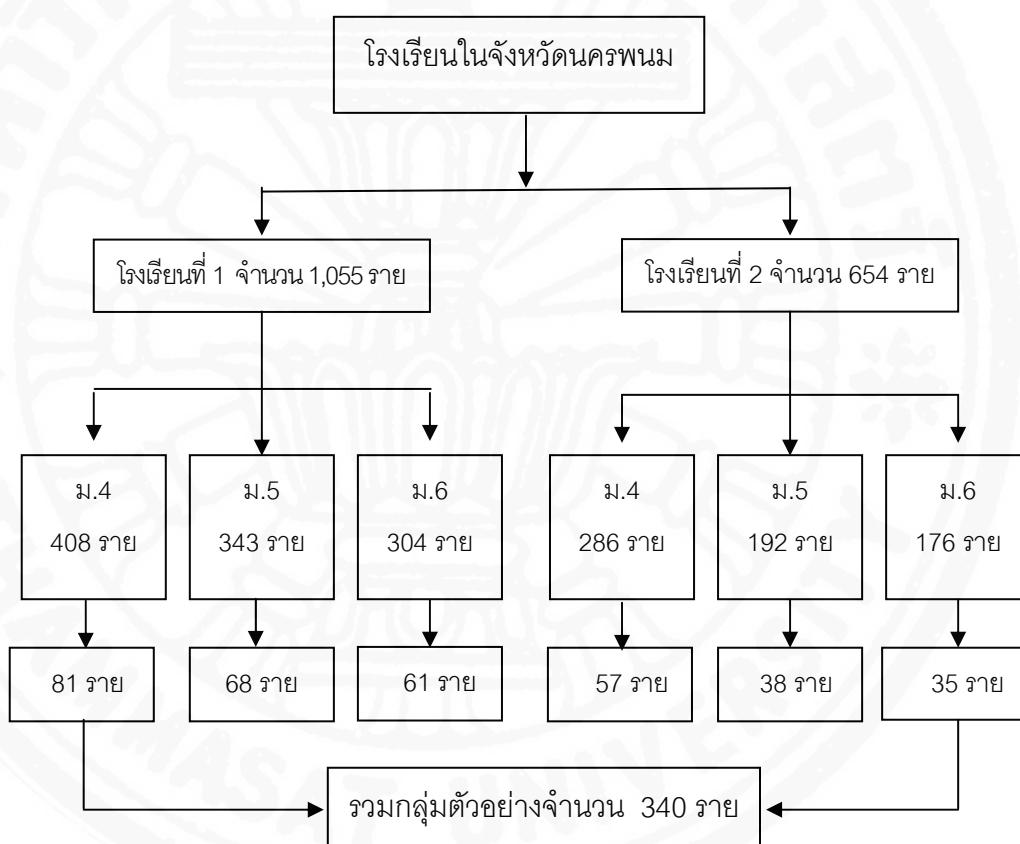 โรงเรียนในจังหวัดนครพนม
โรงเรียนที่ 1 จำนวน 1,055 ราย
โรงเรียนที่ 2 จำนวน 654 ราย
ม.4
408 ราย
ม.5
343 ราย
ม.6
304 ราย
ม.4
286 ราย
ม.5
192 ราย
ม.6
176 ราย
81 ราย
68 ราย
61 ราย
57 ราย
38 ราย
35 ราย
รวมกลุ่มตัวอย่างจำนวน 340 ราย